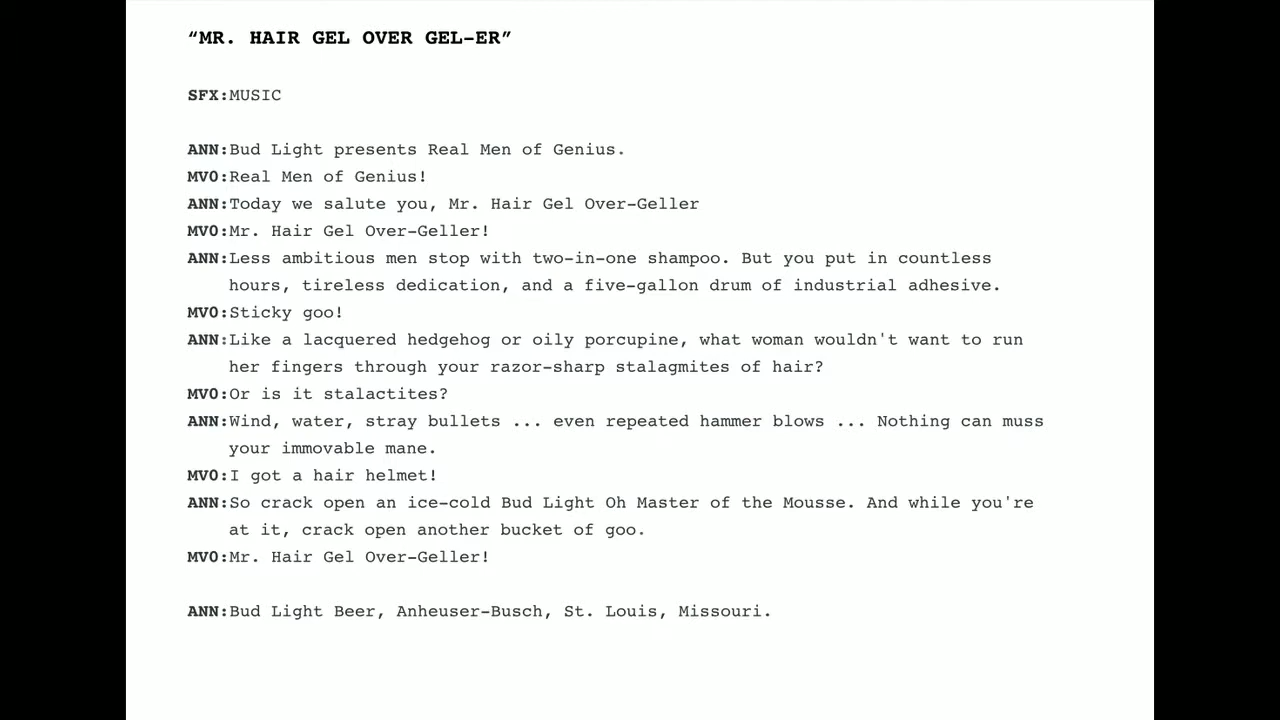 “MR. HAIR GEL OVER GEL-ER”
SFX:MUSIC
ANN:Bud Light presents Real Men of Genius.
MVO:Real Men of Genius!
ANN:Today we salute you, Mr. Hair Gel Over-Geller
MVO:Mr. Hair Gel Over-Geller!
ANN:Less ambitious men stop with two-in-one shampoo. But you put in countless
hours, tireless dedication, and a five-gallon drum of industrial adhesive.
MVO:Sticky goo!
ANN:Like a lacquered hedgehog or oily porcupine, what woman wouldn't want to run
her fingers through your razor-sharp stalagmites of hair?
MVO:Or is it stalactites?
ANN:Wind, water, stray bullets ... even repeated hammer blows ... Nothing can muss
your immovable mane.
MVO:I got a hair helmet!
ANN:So crack open an ice-cold Bud Light Oh Master of the Mousse. And while you're
at it, crack open another bucket of goo.
MVO:Mr. Hair Gel Over-Geller!
ANN:Bud Light Beer, Anheuser-Busch, St. Louis, Missouri.